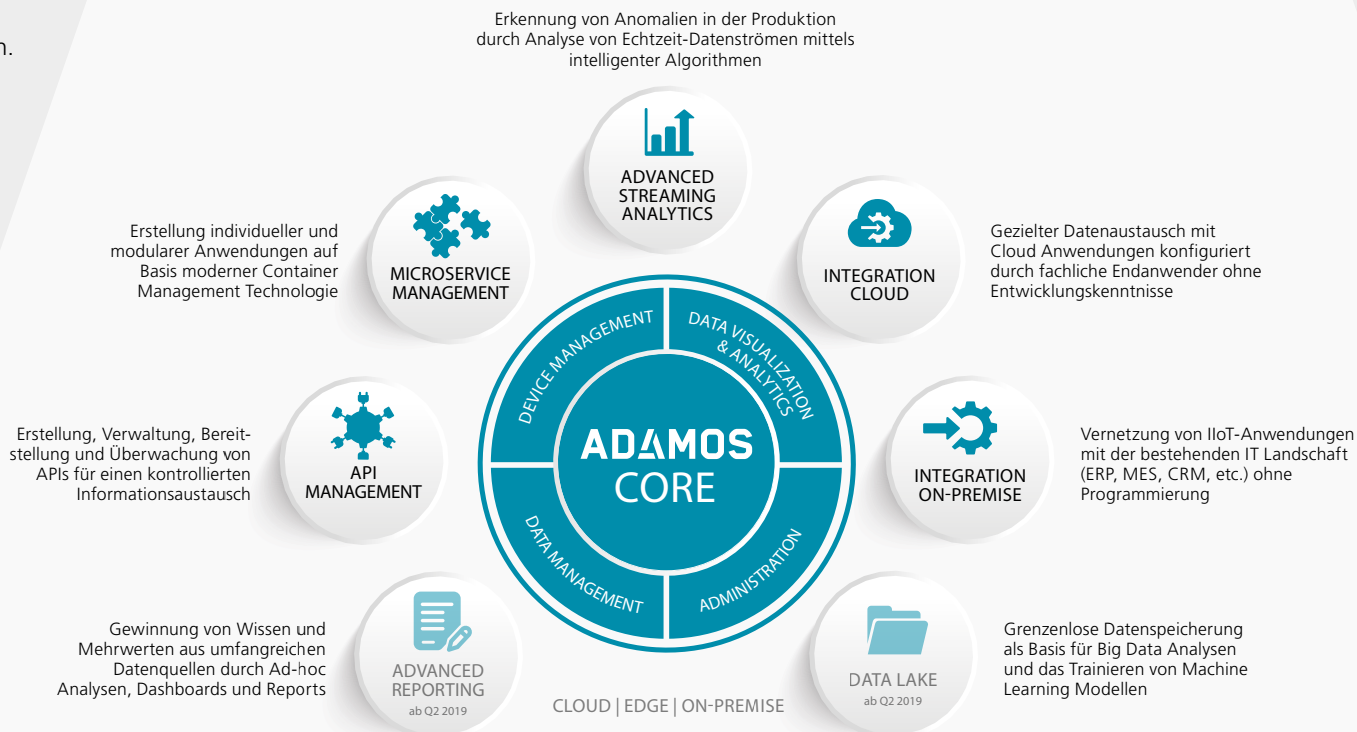 n.
Erkennung von Anomalien in der Produktion
durch Analyse von Echtzeit-Datenströmen mittels
intelligenter Algorithmen
ADVANCED
STREAMING
ANALYTICS
Erstellung individueller und
modularer Anwendungen auf
Basis moderner Container
Management Technologie
MICROSERVICE
MANAGEMENT
INTEGRATION
CLOUD
Gezielter Datenaustausch mit
Cloud Anwendungen konfiguriert
durch fachliche Endanwender ohne
Entwicklungskenntnisse
DEVICE MANAGEMENT
DATA VISUALIZATION
& ANALYTICS
ADAMOS
CORE
DATA MANAGEMENT
ADMINISTRATION
Erstellung, Verwaltung, Bereit-
stellung und Überwachung von
APIs für einen kontrollierten
Informationsaustausch
API
MANAGEMENT
INTEGRATION
ON-PREMISE
Vernetzung von IIoT-Anwendungen
mit der bestehenden IT Landschaft
(ERP, MES, CRM, etc.) ohne
Programmierung
Gewinnung von Wissen und
Mehrwerten aus umfangreichen
Datenquellen durch Ad-hoc
Analysen, Dashboards und Reports
ADVANCED
REPORTING
ab Q2 2019
CLOUD | EDGE | ON-PREMISE
DATA LAKE
ab Q2 2019
Grenzenlose Datenspeicherung
als Basis für Big Data Analysen
und das Trainieren von Machine
Learning Modellen